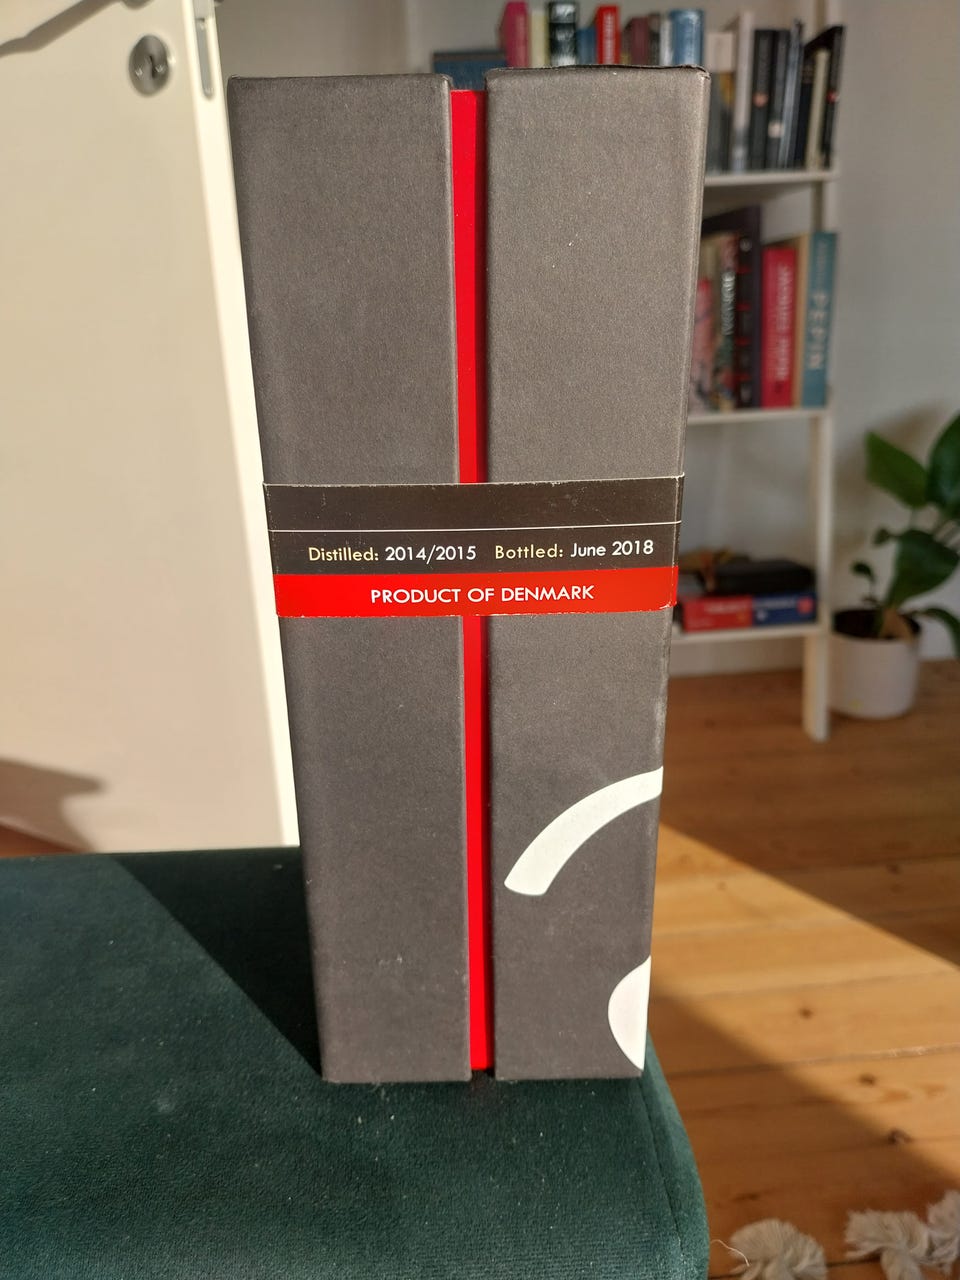 Distilled: 2014/2015 Bottled: June 2018
PRODUCT OF DENMARK